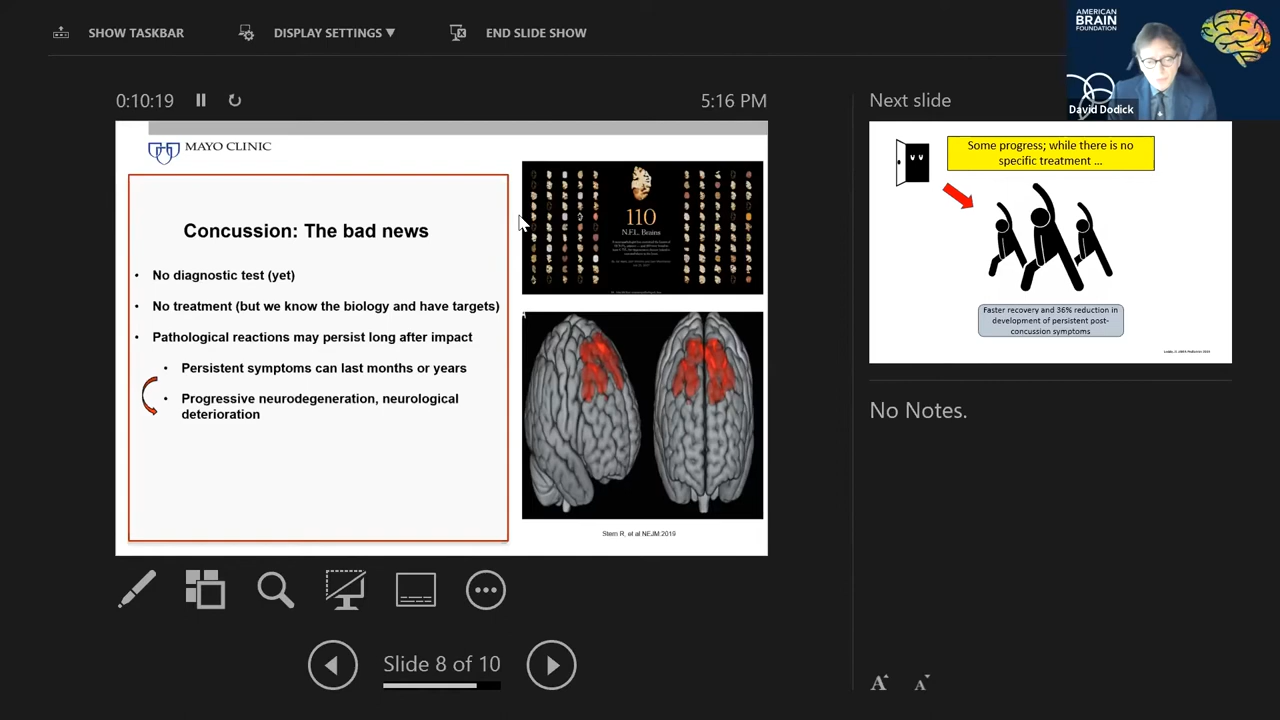 SHOW TASKBAR
DISPLAY SETTINGS ▼
END SLIDE SHOW
AMERICAN
BRAIN
FOUNDATION
David Dodick
0:10:19
5:16 PM
MAYO CLINIC
Concussion: The bad news
• No diagnostic test (yet)
• No treatment (but we know the biology and have targets)
• Pathological reactions may persist long after impact
• Persistent symptoms can last months or years
• Progressive neurodegeneration, neurological
deterioration
110
N.F.L. Brains
Stern R, et al NEJM 2019
Slide 8 of 10
Next slide
Some progress; while there is no
specific treatment ...
Faster recovery and 36% reduction in
development of persistent post-
concussion symptoms
No Notes.
A A